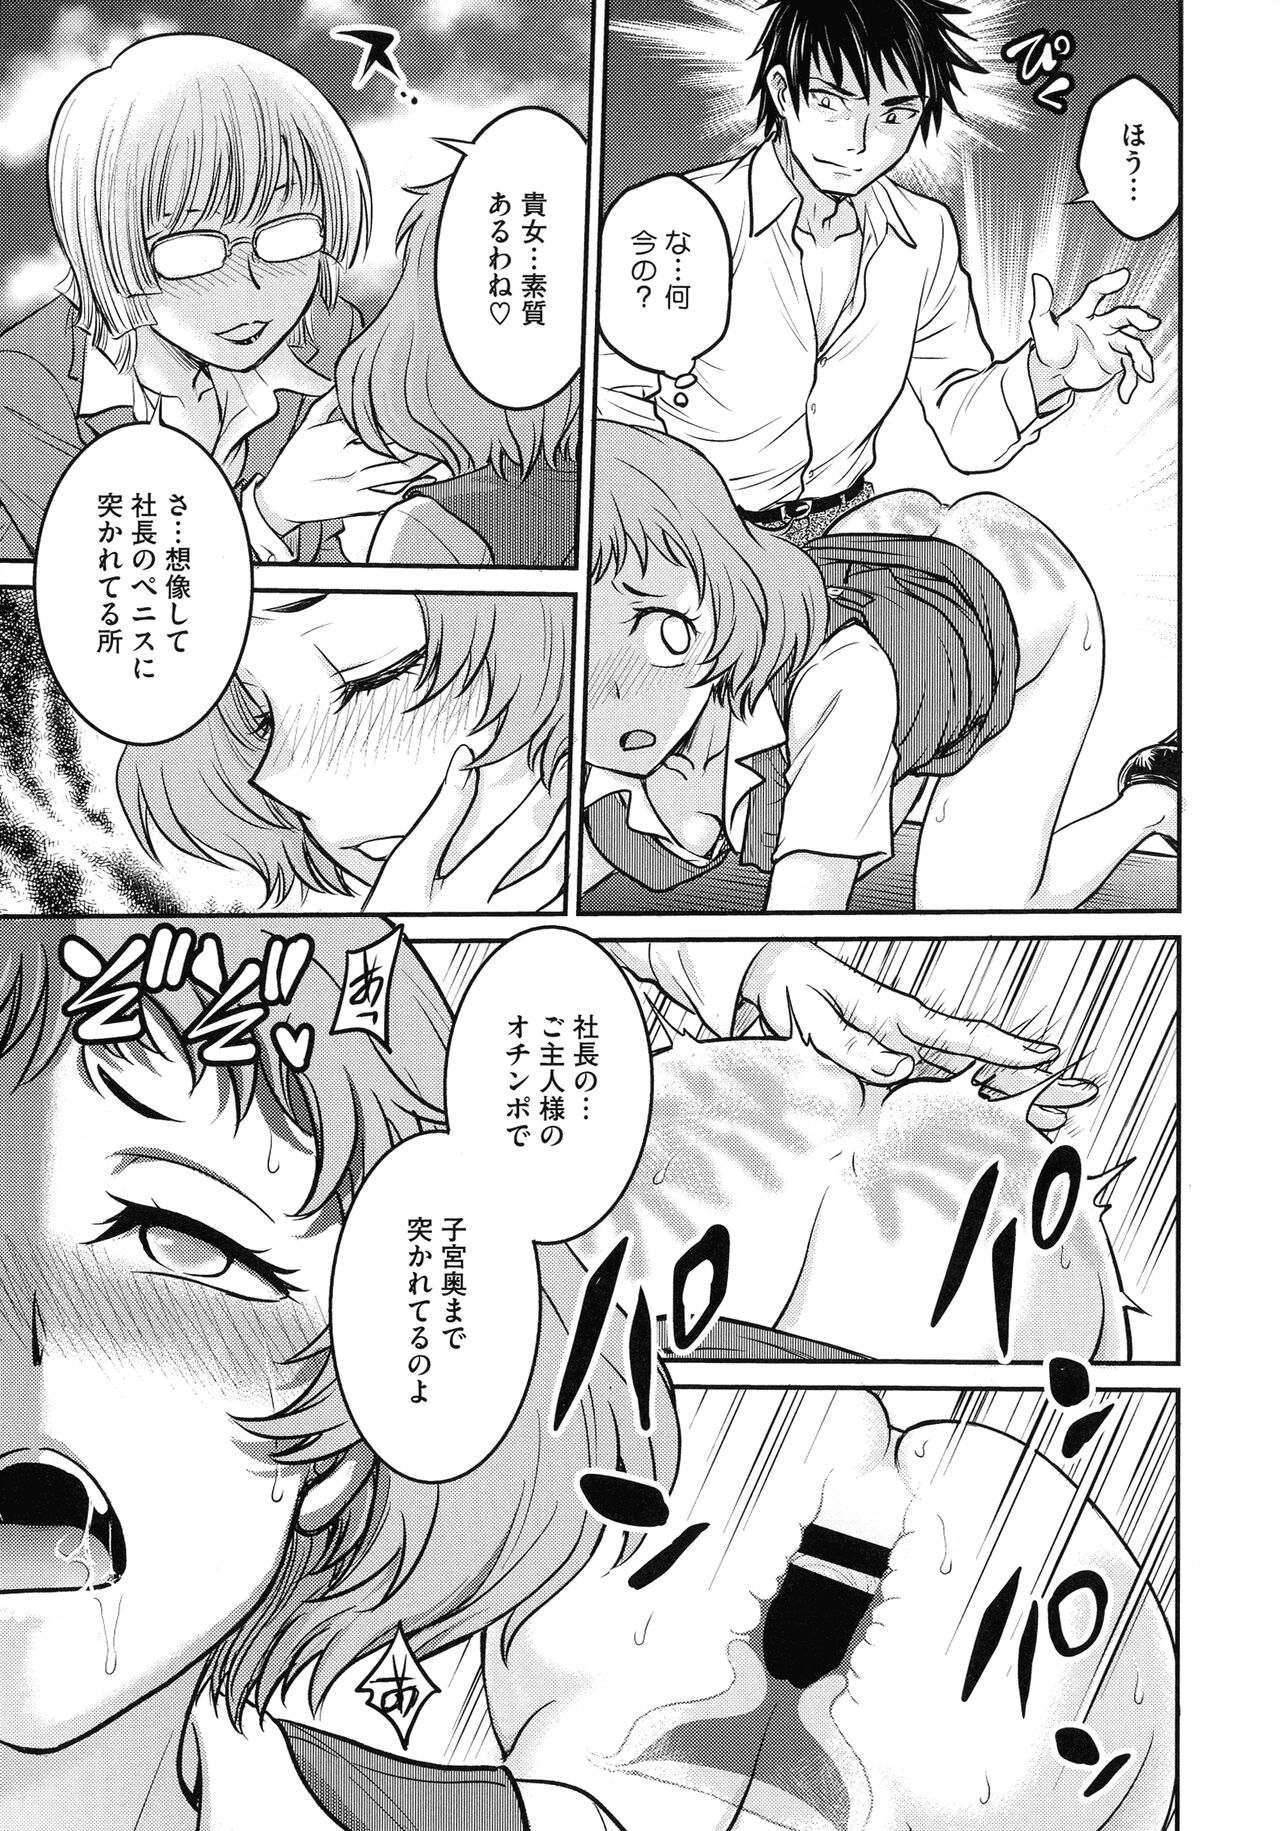 ほう…
ぴ
く
な…何
今の？
貴女…素質
あるわね♡
ス…
さ…想像して
社長のペニスに
突かれてる所
社長の…
ご主人様の
オチンポで
子宮奥まで
突かれてるのよ
パン
パン
ぞぞ
あっ
パン
パン
あ